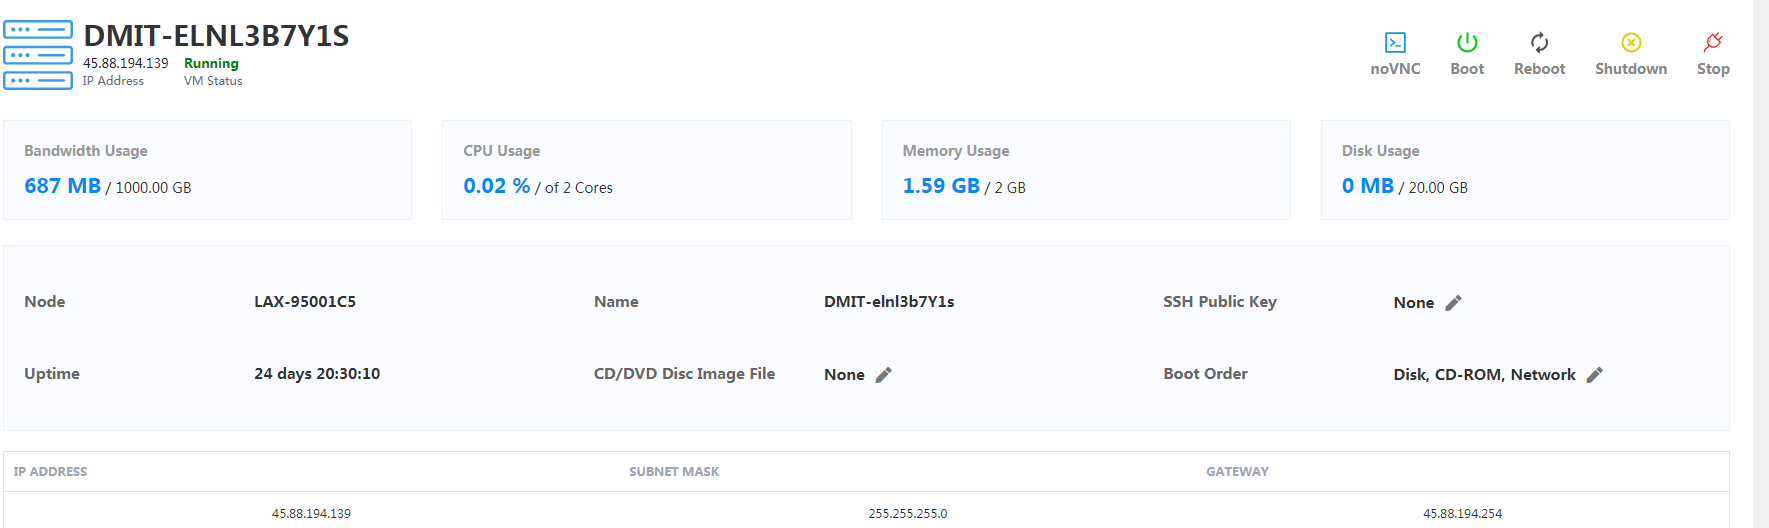 DMIT-ELNL3B7Y1S
45.88.194.139 Running
IP Address VM Status
noVNC Boot Reboot Shutdown Stop
Bandwidth Usage CPU Usage Memory Usage Disk Usage
687 MB / 1000.00 GB 0.02 % / of 2 Cores 1.59 GB / 2 GB 0 MB / 20.00 GB
Node LAX-95001C5 Name DMIT-elnl3b7Y1s SSH Public Key None
Uptime 24 days 20:30:10 CD/DVD Disc Image File None Boot Order Disk, CD-ROM, Network
IP ADDRESS SUBNET MASK GATEWAY
45.88.194.139 255.255.255.0 45.88.194.254